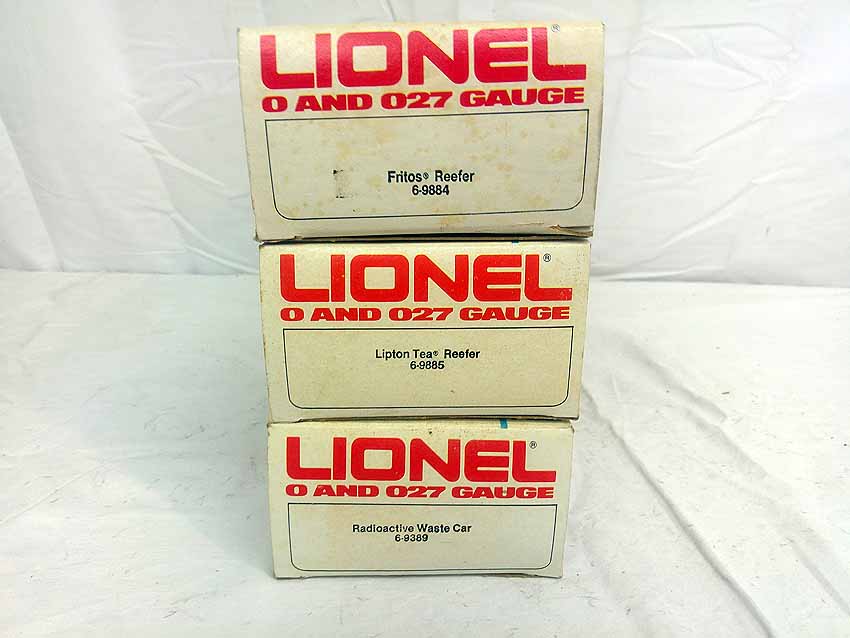 LIONEL®
O AND O27 GAUGE
Fritos® Reefer
6-9884
LIONEL®
O AND O27 GAUGE
Lipton Tea® Reefer
6-9885
LIONEL®
O AND O27 GAUGE
Radioactive Waste Car
6-9389